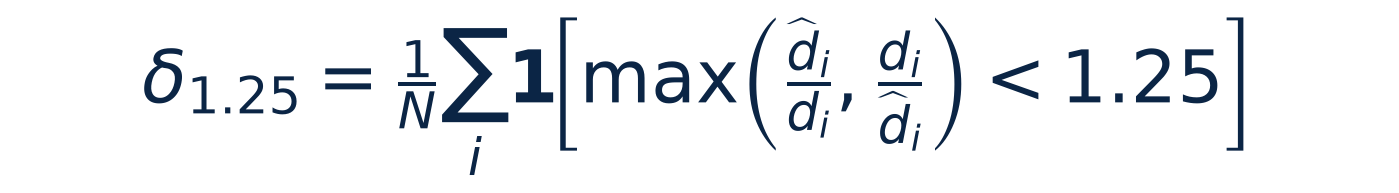 δ_{1.25} = \frac{1}{N} \sum_{i} \mathbf{1} \left[ \max \left( \frac{\hat{d}_i}{d_i}, \frac{d_i}{\hat{d}_i} \right) < 1.25 \right]